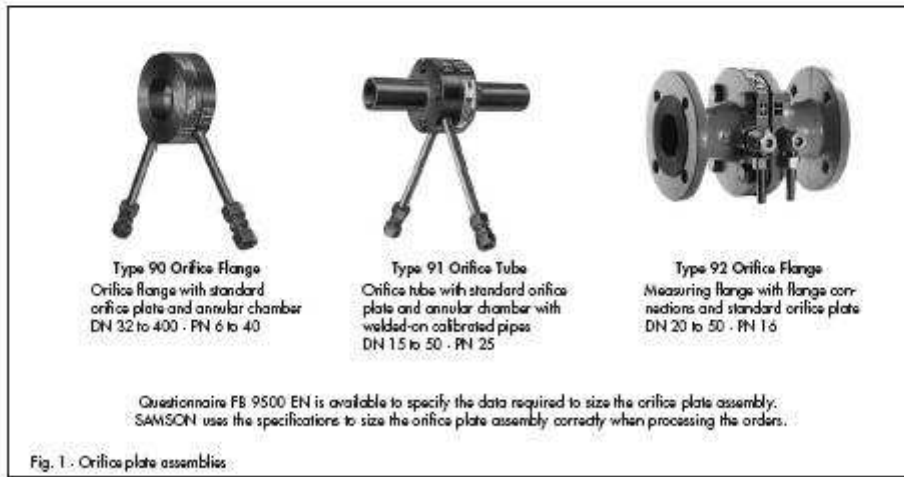 Type 90 Orifice Flange
Orifice flange with standard
orifice plate and annular chamber
DN 32 to 400 - PN 6 to 40
Type 91 Orifice Tube
Orifice tube with standard orifice
plate and annular chamber with
welded-on calibrated pipes
DN 15 to 50 - PN 25
Type 92 Orifice Flange
Measuring flange with flange con-
nections and standard orifice plate
DN 20 to 50 - PN 16
Questionnaire FB 9500 EN is available to specify the data required to size the orifice plate assembly.
SAMSON uses the specifications to size the orifice plate assembly correctly when processing the orders.
Fig. 1 - Orifice plate assemblies